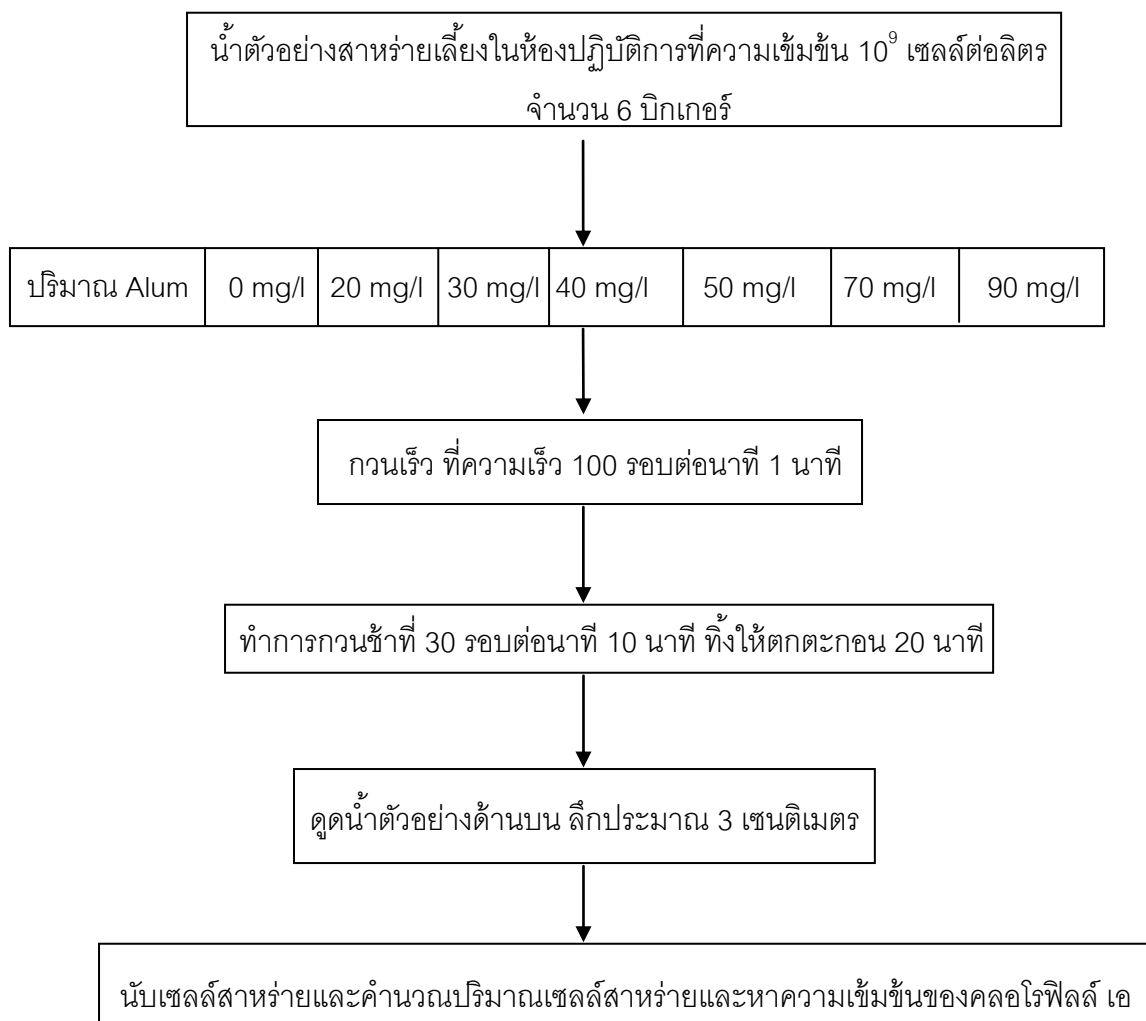 น้ำตัวอย่างสาหร่ายเลี้ยงในห้องปฏิบัติการที่ความเข้มข้น 10⁹ เซลล์ต่อลิตร
จำนวน 6 บิกเกอร์
ปริมาณ Alum 0 mg/l 20 mg/l 30 mg/l 40 mg/l 50 mg/l 70 mg/l 90 mg/l
กวนเร็ว ที่ความเร็ว 100 รอบต่อนาที 1 นาที
ทำการกวนช้าที่ 30 รอบต่อนาที 10 นาที ทิ้งให้ตกตะกอน 20 นาที
ดูดน้ำตัวอย่างด้านบน ลึกประมาณ 3 เซนติเมตร
นับเซลล์สาหร่ายและคำนวณปริมาณเซลล์สาหร่ายและหาความเข้มข้นของคลอโรฟิลล์ เอ